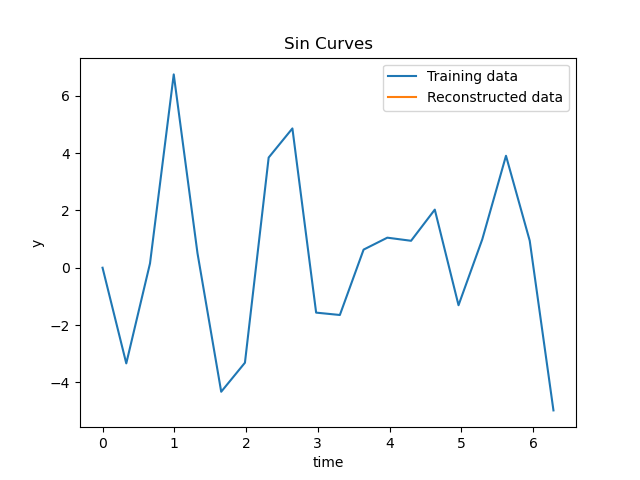 Sin Curves
Training data
Reconstructed data
y
6
4
2
0
−2
−4
0 1 2 3 4 5 6
time